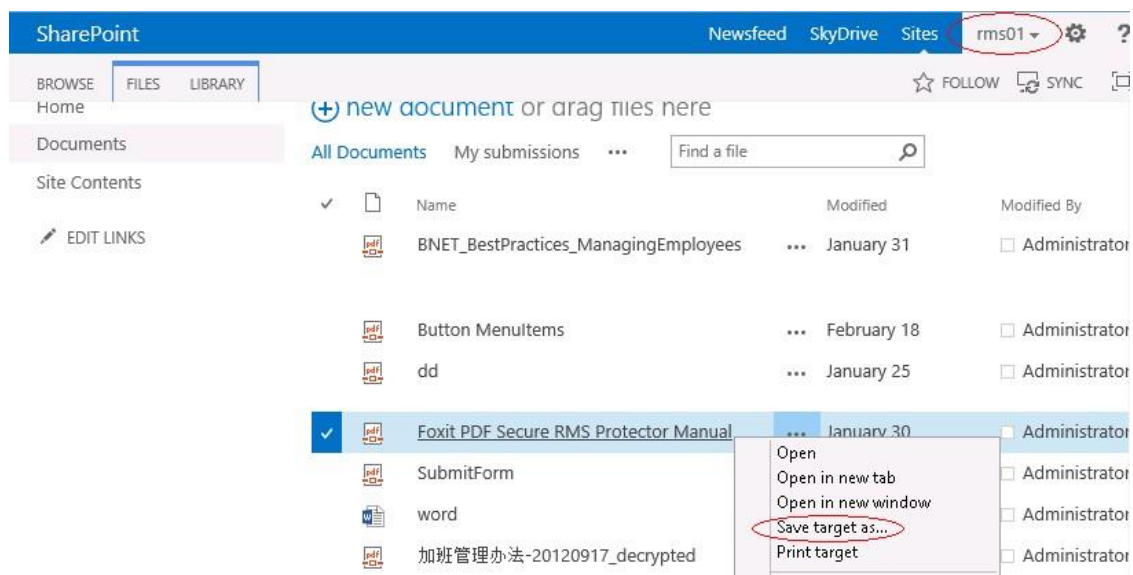 SharePoint Newsfeed SkyDrive Sites rms01 ?
BROWSE FILES LIBRARY FOLLOW SYNC
Home new document or drag files here
Documents All Documents My submissions ... Find a file
Site Contents
Name Modified Modified By
EDIT LINKS
BNET_BestPractices_ManagingEmployees ... January 31 Administrator
Button MenuItems ... February 18 Administrator
dd ... January 25 Administrator
Foxit PDF Secure RMS Protector Manual ... January 30 Administrator
Open
SubmitForm Administrator
Open in new tab
Open in new window
word Administrator
Save target as...
Print target
加班管理办法-20120917_decrypted Administrator